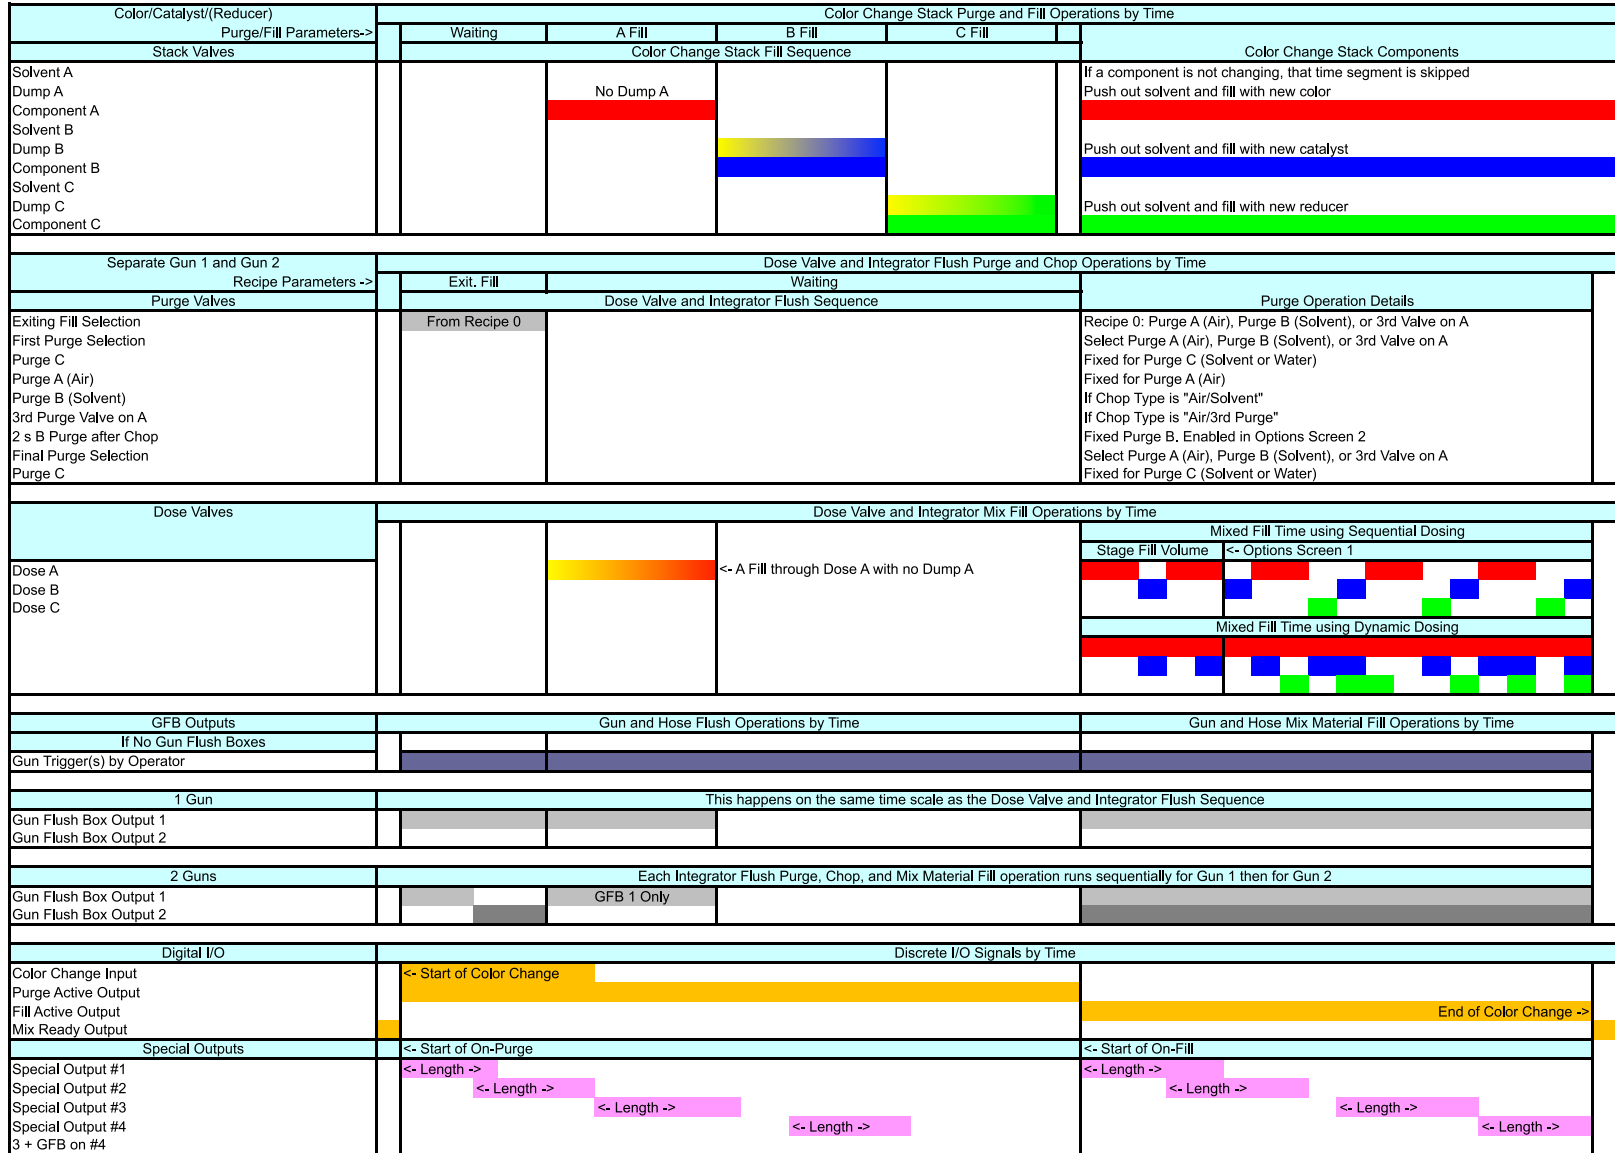 Color/Catalyst/(Reducer) Color Change Stack Purge and Fill Operations by Time
Purge/Fill Parameters-> Waiting A Fill B Fill C Fill
Stack Valves Color Change Stack Fill Sequence Color Change Stack Components
Solvent A If a component is not changing, that time segment is skipped
Dump A No Dump A Push out solvent and fill with new color
Component A
Solvent B
Dump B Push out solvent and fill with new catalyst
Component B
Solvent C
Dump C Push out solvent and fill with new reducer
Component C
Separate Gun 1 and Gun 2 Dose Valve and Integrator Flush Purge and Chop Operations by Time
Recipe Parameters -> Exit. Fill Waiting
Purge Valves Dose Valve and Integrator Flush Sequence Purge Operation Details
Exiting Fill Selection From Recipe 0 Recipe 0: Purge A (Air), Purge B (Solvent), or 3rd Valve on A
First Purge Selection Select Purge A (Air), Purge B (Solvent), or 3rd Valve on A
Purge C Fixed for Purge C (Solvent or Water)
Purge A (Air) Fixed for Purge A (Air)
Purge B (Solvent) If Chop Type is "Air/Solvent"
3rd Purge Valve on A If Chop Type is "Air/3rd Purge"
2 s B Purge after Chop Fixed Purge B. Enabled in Options Screen 2
Final Purge Selection Select Purge A (Air), Purge B (Solvent), or 3rd Valve on A
Purge C Fixed for Purge C (Solvent or Water)
Dose Valves Dose Valve and Integrator Mix Fill Operations by Time
Mixed Fill Time using Sequential Dosing
Stage Fill Volume <- Options Screen 1
Dose A <- A Fill through Dose A with no Dump A
Dose B
Dose C
Mixed Fill Time using Dynamic Dosing
GFB Outputs Gun and Hose Flush Operations by Time Gun and Hose Mix Material Fill Operations by Time
If No Gun Flush Boxes
Gun Trigger(s) by Operator
1 Gun This happens on the same time scale as the Dose Valve and Integrator Flush Sequence
Gun Flush Box Output 1
Gun Flush Box Output 2
2 Guns Each Integrator Flush Purge, Chop, and Mix Material Fill operation runs sequentially for Gun 1 then for Gun 2
Gun Flush Box Output 1 GFB 1 Only
Gun Flush Box Output 2
Digital I/O Discrete I/O Signals by Time
Color Change Input <- Start of Color Change
Purge Active Output
Fill Active Output End of Color Change ->
Mix Ready Output
Special Outputs <- Start of On-Purge <- Start of On-Fill
Special Output #1 <- Length -> <- Length ->
Special Output #2 <- Length -> <- Length ->
Special Output #3 <- Length -> <- Length ->
Special Output #4 <- Length -> <- Length ->
3 + GFB on #4